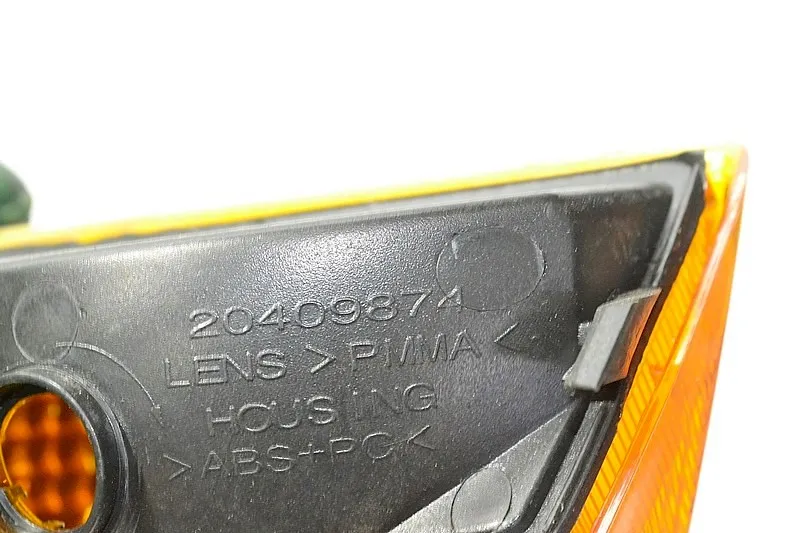 20409874
LENS >PMMA<
HOUSING
>ABS+PC<